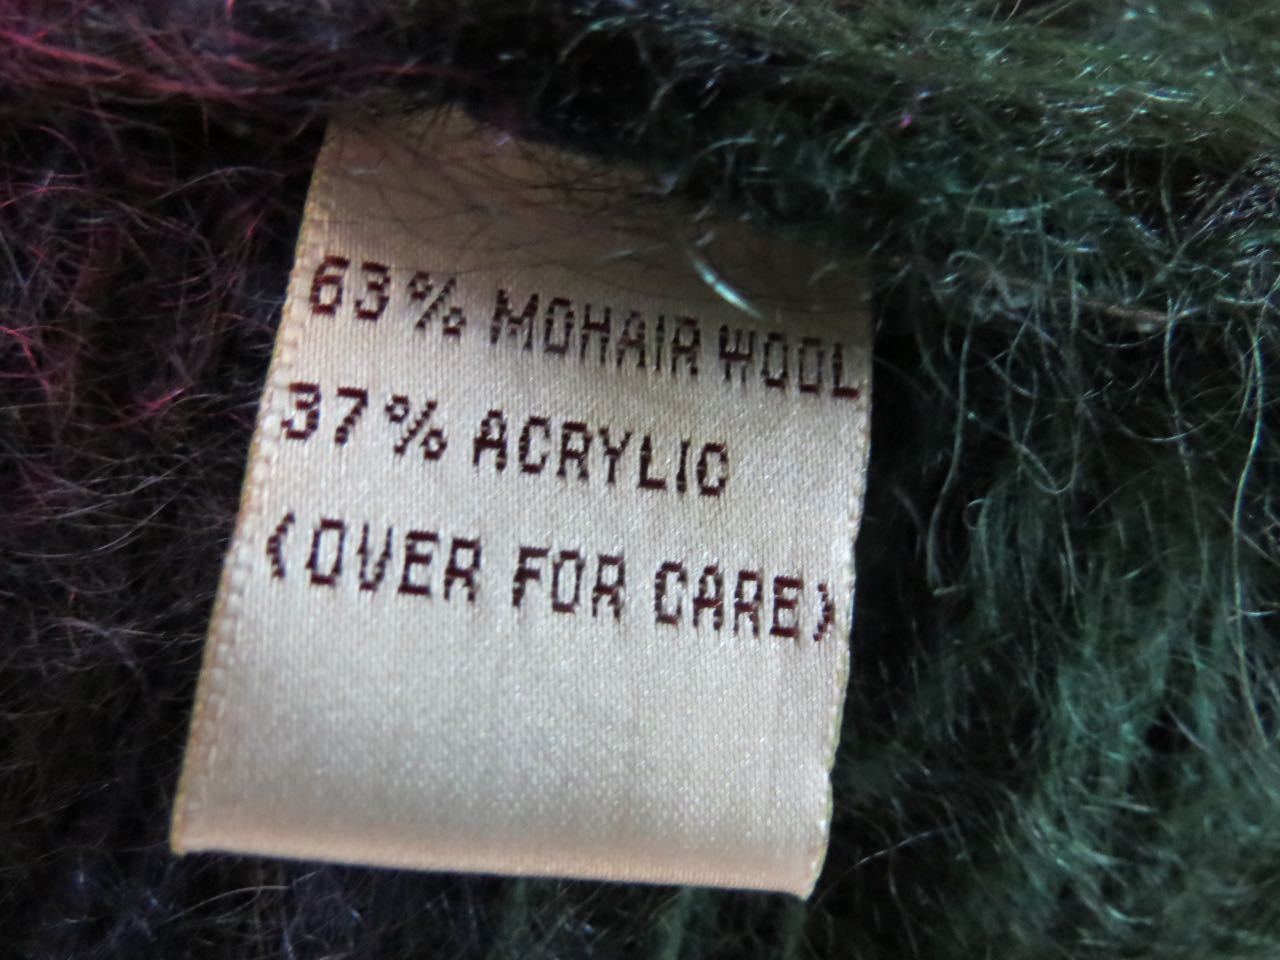 63% MOHAIR WOOL
37% ACRYLIC
(OVER FOR CARE)